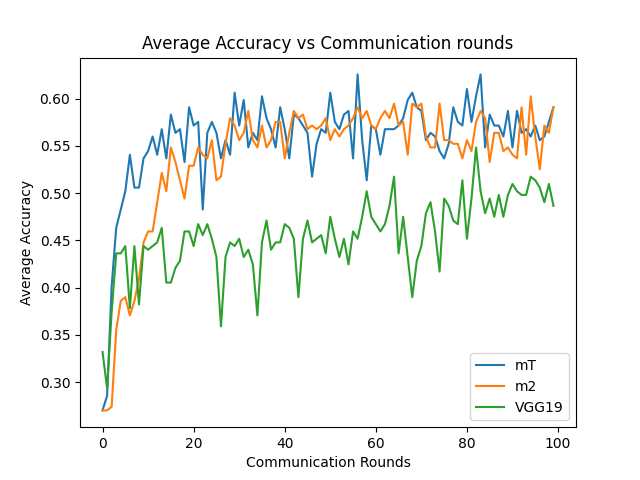 Average Accuracy vs Communication rounds
Average Accuracy
0.60
0.55
0.50
0.45
0.40
0.35
0.30
mT
m2
VGG19
0 20 40 60 80 100
Communication Rounds